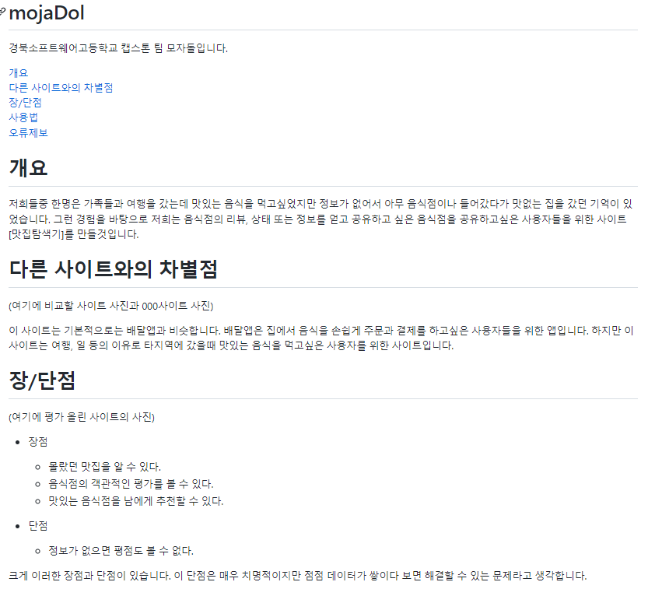 mojaDol
경북소프트웨어고등학교 캡스톤 팀 모자돌입니다.
개요
다른 사이트와의 차별점
장/단점
사용법
오류제보
개요
저희들중 한명은 가족들과 여행을 갔는데 맛있는 음식을 먹고싶었지만 정보가 없어서 아무 음식점이나 들어갔다가 맛없는 집을 갔던 기억이 있
었습니다. 그런 경험을 바탕으로 저희는 음식점의 리뷰, 상태 또는 정보를 얻고 공유하고 싶은 음식점을 공유하고싶은 사용자들을 위한 사이트
[맛집탐색기]를 만들것입니다.
다른 사이트와의 차별점
(여기에 비교할 사이트 사진과 000사이트 사진)
이 사이트는 기본적으로는 배달앱과 비슷합니다. 배달앱은 집에서 음식을 손쉽게 주문과 결제를 하고싶은 사용자들을 위한 앱입니다. 하지만 이
사이트는 여행, 일 등의 이유로 타지역에 갔을때 맛있는 음식을 먹고싶은 사용자를 위한 사이트입니다.
장/단점
(여기에 평가 올린 사이트의 사진)
장점
몰랐던 맛집을 알 수 있다.
음식점의 객관적인 평가를 볼 수 있다.
맛있는 음식점을 남에게 추천할 수 있다.
단점
정보가 없으면 평점도 볼 수 없다.
크게 이러한 장점과 단점이 있습니다. 이 단점은 매우 치명적이지만 점점 데이터가 쌓이다 보면 해결할 수 있는 문제라고 생각합니다.